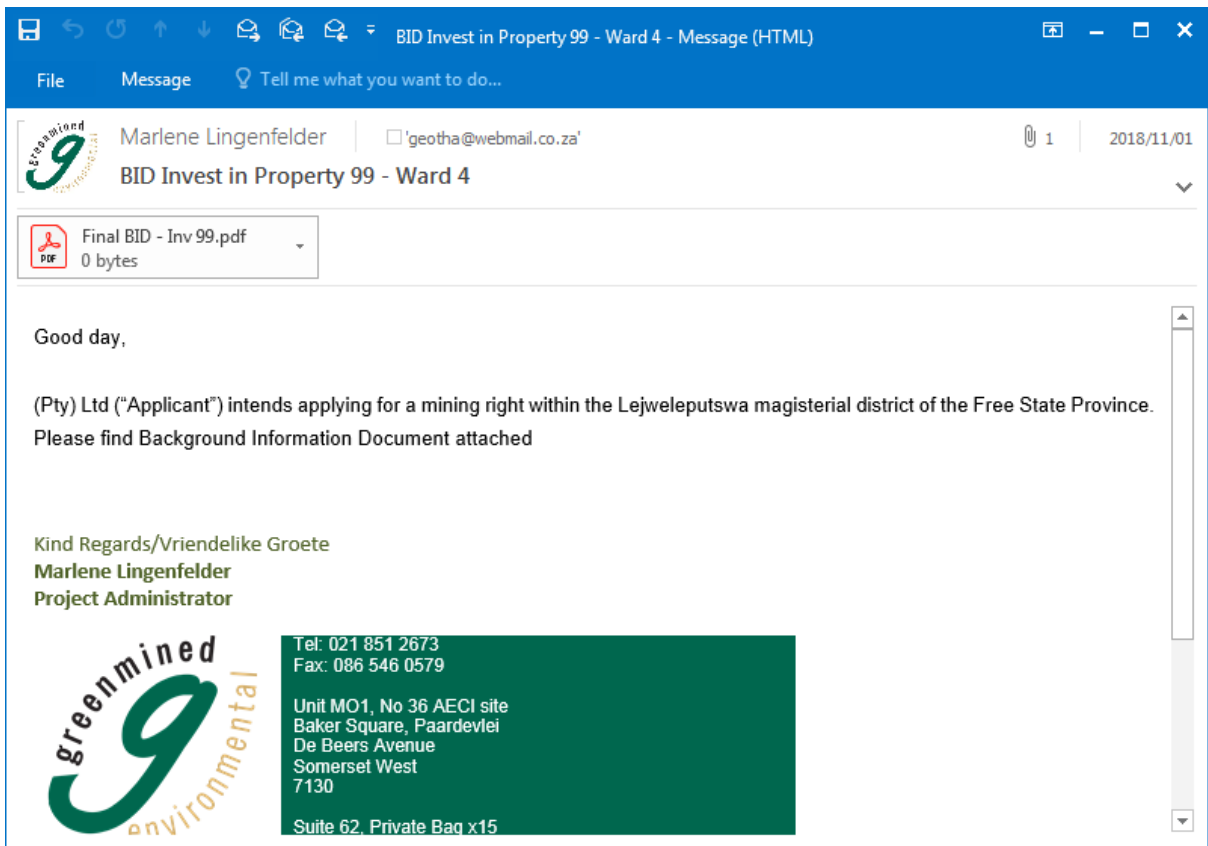 BID Invest in Property 99 - Ward 4 - Message (HTML)
File Message Tell me what you want to do...
greenmined environmental
Marlene Lingenfelder 'geotha@webmail.co.za' 1 2018/11/01
BID Invest in Property 99 - Ward 4
PDF
Final BID - Inv 99.pdf
0 bytes
Good day,
(Pty) Ltd (“Applicant”) intends applying for a mining right within the Lejweleputswa magisterial district of the Free State Province.
Please find Background Information Document attached
Kind Regards/Vriendelike Groete
Marlene Lingenfelder
Project Administrator
greenmined
environmental
Tel: 021 851 2673
Fax: 086 546 0579
Unit MO1, No 36 AECI site
Baker Square, Paardevlei
De Beers Avenue
Somerset West
7130
Suite 62, Private Bag x15